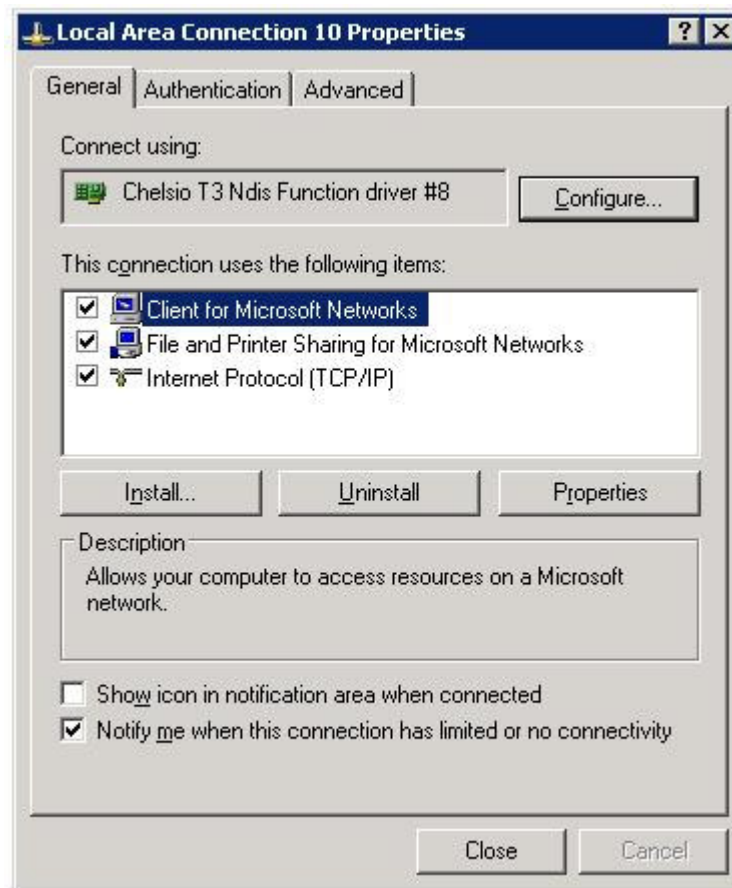 Local Area Connection 10 Properties
General Authentication Advanced
Connect using:
Chelsio T3 Ndis Function driver #8 Configure...
This connection uses the following items:
Client for Microsoft Networks
File and Printer Sharing for Microsoft Networks
Internet Protocol (TCP/IP)
Install... Uninstall Properties
Description
Allows your computer to access resources on a Microsoft
network.
Show icon in notification area when connected
Notify me when this connection has limited or no connectivity
Close Cancel